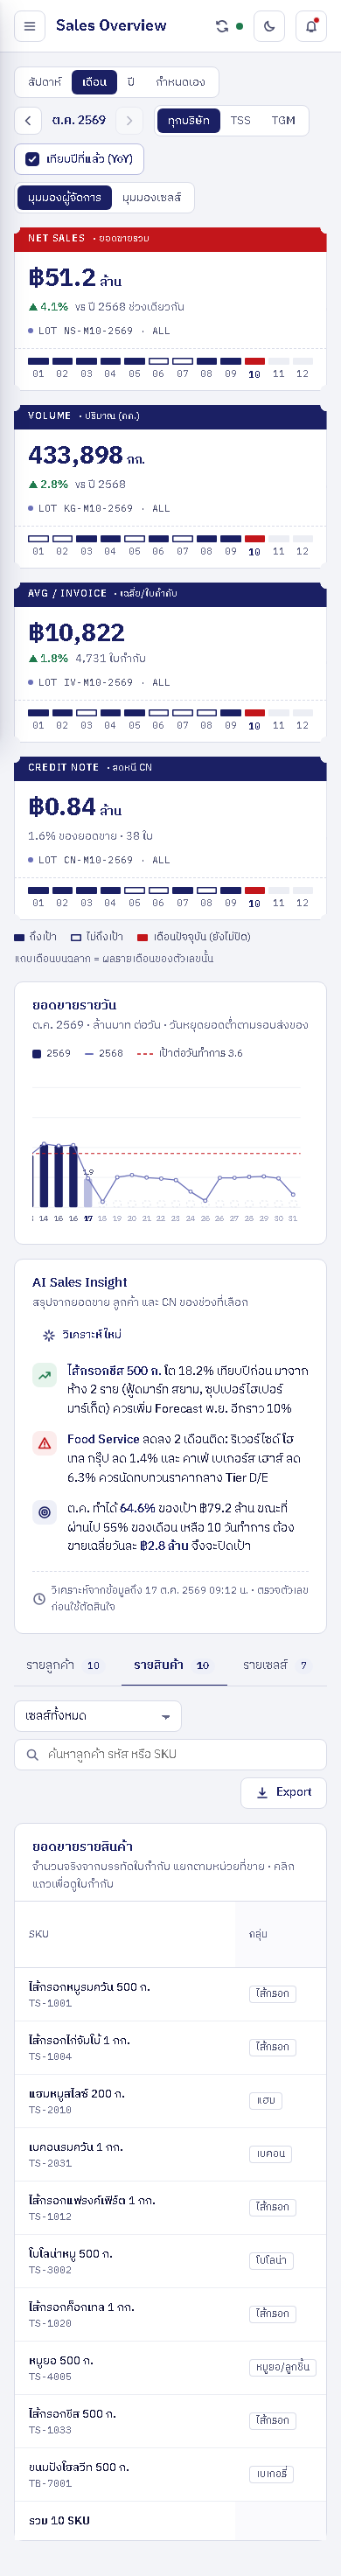 Sales Overview
สัปดาห์ เดือน ปี กำหนดเอง
ต.ค. 2569 ทุกบริษัท TSS TGM
เทียบปีที่แล้ว (YoY)
มุมมองผู้จัดการ มุมมองเซลส์
NET SALES · ยอดขายรวม
฿51.2 ล้าน
▲ 4.1% vs ปี 2568 ช่วงเดียวกัน
LOT NS-M10-2569 · ALL
01 02 03 04 05 06 07 08 09 10 11 12
VOLUME · ปริมาณ (กก.)
433,898 กก.
▲ 2.8% vs ปี 2568
LOT KG-M10-2569 · ALL
01 02 03 04 05 06 07 08 09 10 11 12
AVG / INVOICE · เฉลี่ย/ใบกำกับ
฿10,822
▲ 1.8% 4,731 ใบกำกับ
LOT IV-M10-2569 · ALL
01 02 03 04 05 06 07 08 09 10 11 12
CREDIT NOTE · ลดหนี้ CN
฿0.84 ล้าน
1.6% ของยอดขาย · 38 ใบ
LOT CN-M10-2569 · ALL
01 02 03 04 05 06 07 08 09 10 11 12
ถึงเป้า ไม่ถึงเป้า เดือนปัจจุบัน (ยังไม่ปิด)
แถบเดือนบนฉลาก = ผลรายเดือนของตัวเลขนั้น
ยอดขายรายวัน
ต.ค. 2569 · ล้านบาท ต่อวัน · วันหยุดยอดต่ำตามรอบส่งของ
2569 2568 เป้าต่อวันทำการ 3.6
1.9
14 15 16 17 18 19 20 21 22 23 24 25 26 27 28 29 30 31
AI Sales Insight
สรุปจากยอดขาย ลูกค้า และ CN ของช่วงที่เลือก
วิเคราะห์ใหม่
ไส้กรอกชีส 500 ก. โต 18.2% เทียบปีก่อน มาจาก
ห้าง 2 ราย (ฟู้ดมาร์ท สยาม, ซุปเปอร์ไฮเปอร์
มาร์เก็ต) ควรเพิ่ม Forecast พ.ย. อีกราว 10%
Food Service ลดลง 2 เดือนติด: ริเวอร์ไซด์ โฮ
เทล กรุ๊ป ลด 1.4% และ คาเฟ่ เบเกอรส์ เฮาส์ ลด
6.3% ควรนัดทบทวนราคากลาง Tier D/E
ต.ค. ทำได้ 64.6% ของเป้า ฿79.2 ล้าน ขณะที่
ผ่านไป 55% ของเดือน เหลือ 10 วันทำการ ต้อง
ขายเฉลี่ยวันละ ฿2.8 ล้าน จึงจะปิดเป้า
วิเคราะห์จากข้อมูลถึง 17 ต.ค. 2569 09:12 น. · ตรวจตัวเลข
ก่อนใช้ตัดสินใจ
รายลูกค้า 10 รายสินค้า 10 รายเซลส์ 7
เซลส์ทั้งหมด
ค้นหาลูกค้า รหัส หรือ SKU
Export
ยอดขายรายสินค้า
จำนวนจริงจากบรรทัดใบกำกับ แยกตามหน่วยที่ขาย · คลิก
แถวเพื่อดูใบกำกับ
SKU กลุ่ม
ไส้กรอกหมูรมควัน 500 ก. ไส้กรอก
TS-1001
ไส้กรอกไก่จัมโบ้ 1 กก. ไส้กรอก
TS-1004
แฮมหมูสไลซ์ 200 ก. แฮม
TS-2010
เบคอนรมควัน 1 กก. เบคอน
TS-2031
ไส้กรอกแฟรงค์เฟิร์ต 1 กก. ไส้กรอก
TS-1012
โบโลน่าหมู 500 ก. โบโลน่า
TS-3002
ไส้กรอกค็อกเทล 1 กก. ไส้กรอก
TS-1020
หมูยอ 500 ก. หมูยอ/ลูกชิ้น
TS-4005
ไส้กรอกชีส 500 ก. ไส้กรอก
TS-1033
ขนมปังโฮลวีท 500 ก. เบเกอรี่
TB-7001
รวม 10 SKU